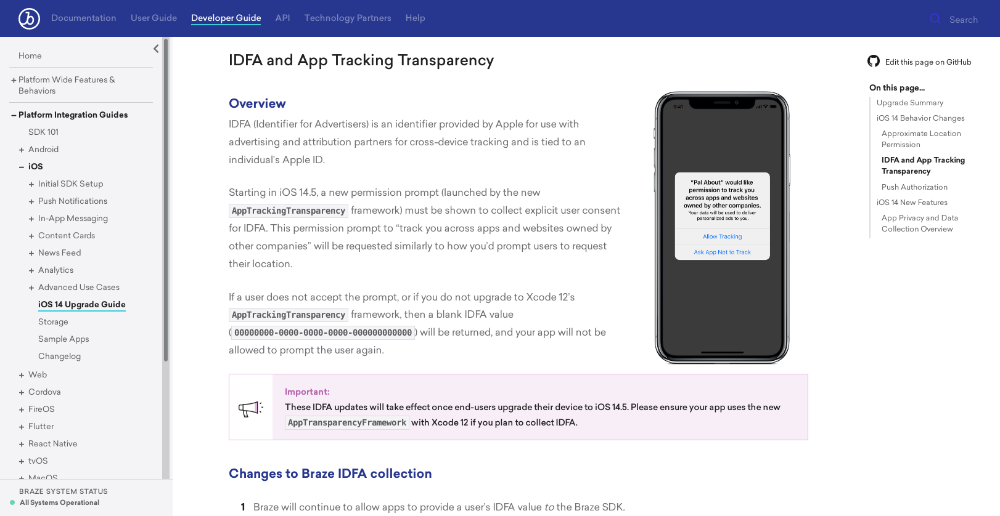 Documentation
User Guide
Developer Guide
API
Technology Partners
Help
Search
Home
+ Platform Wide Features &
Behaviors
– Platform Integration Guides
SDK 101
+ Android
– iOS
+ Initial SDK Setup
+ Push Notifications
+ In-App Messaging
+ Content Cards
+ News Feed
+ Analytics
+ Advanced Use Cases
iOS 14 Upgrade Guide
Storage
Sample Apps
Changelog
+ Web
+ Cordova
+ FireOS
+ Flutter
+ React Native
+ tvOS
+ MacOS
BRAZE SYSTEM STATUS
All Systems Operational
IDFA and App Tracking Transparency
Overview
IDFA (Identifier for Advertisers) is an identifier provided by Apple for use with
advertising and attribution partners for cross-device tracking and is tied to an
individual’s Apple ID.
Starting in iOS 14.5, a new permission prompt (launched by the new
AppTrackingTransparency framework) must be shown to collect explicit user consent
for IDFA. This permission prompt to “track you across apps and websites owned by
other companies” will be requested similarly to how you’d prompt users to request
their location.
If a user does not accept the prompt, or if you do not upgrade to Xcode 12’s
AppTrackingTransparency framework, then a blank IDFA value
(00000000-0000-0000-0000-000000000000) will be returned, and your app will not be
allowed to prompt the user again.
9:41
“Pal About” would like
permission to track you
across apps and websites
owned by other companies.
Your data will be used to deliver
personalized ads to you.
Allow Tracking
Ask App Not to Track
Important:
These IDFA updates will take effect once end-users upgrade their device to iOS 14.5. Please ensure your app uses the new
AppTransparencyFramework with Xcode 12 if you plan to collect IDFA.
Changes to Braze IDFA collection
1 Braze will continue to allow apps to provide a user’s IDFA value to the Braze SDK.
Edit this page on GitHub
On this page...
Upgrade Summary
iOS 14 Behavior Changes
Approximate Location
Permission
IDFA and App Tracking
Transparency
Push Authorization
iOS 14 New Features
App Privacy and Data
Collection Overview